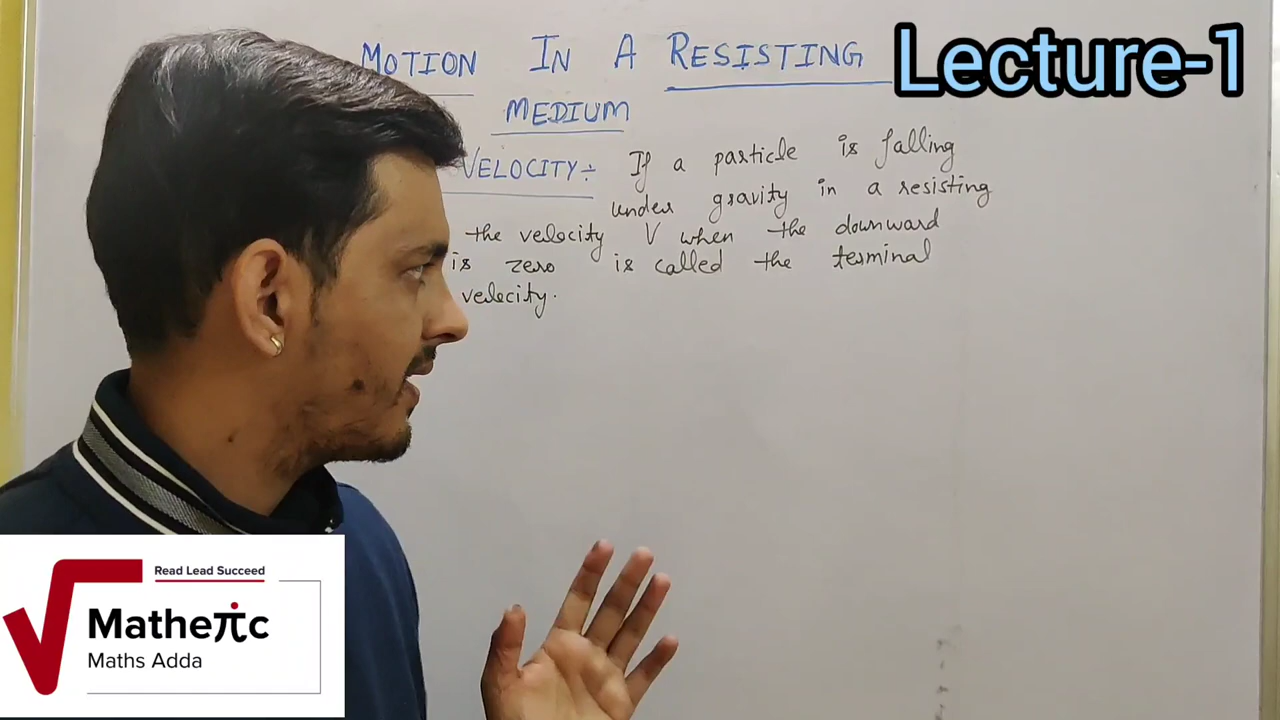 MOTION IN A RESISTING
Lecture-1
MEDIUM
VELOCITY:- If a particle is falling
under gravity in a resisting
the velocity V when the downward
is zero is called the terminal
velocity.
Read Lead Succeed
Matheπc
Maths Adda